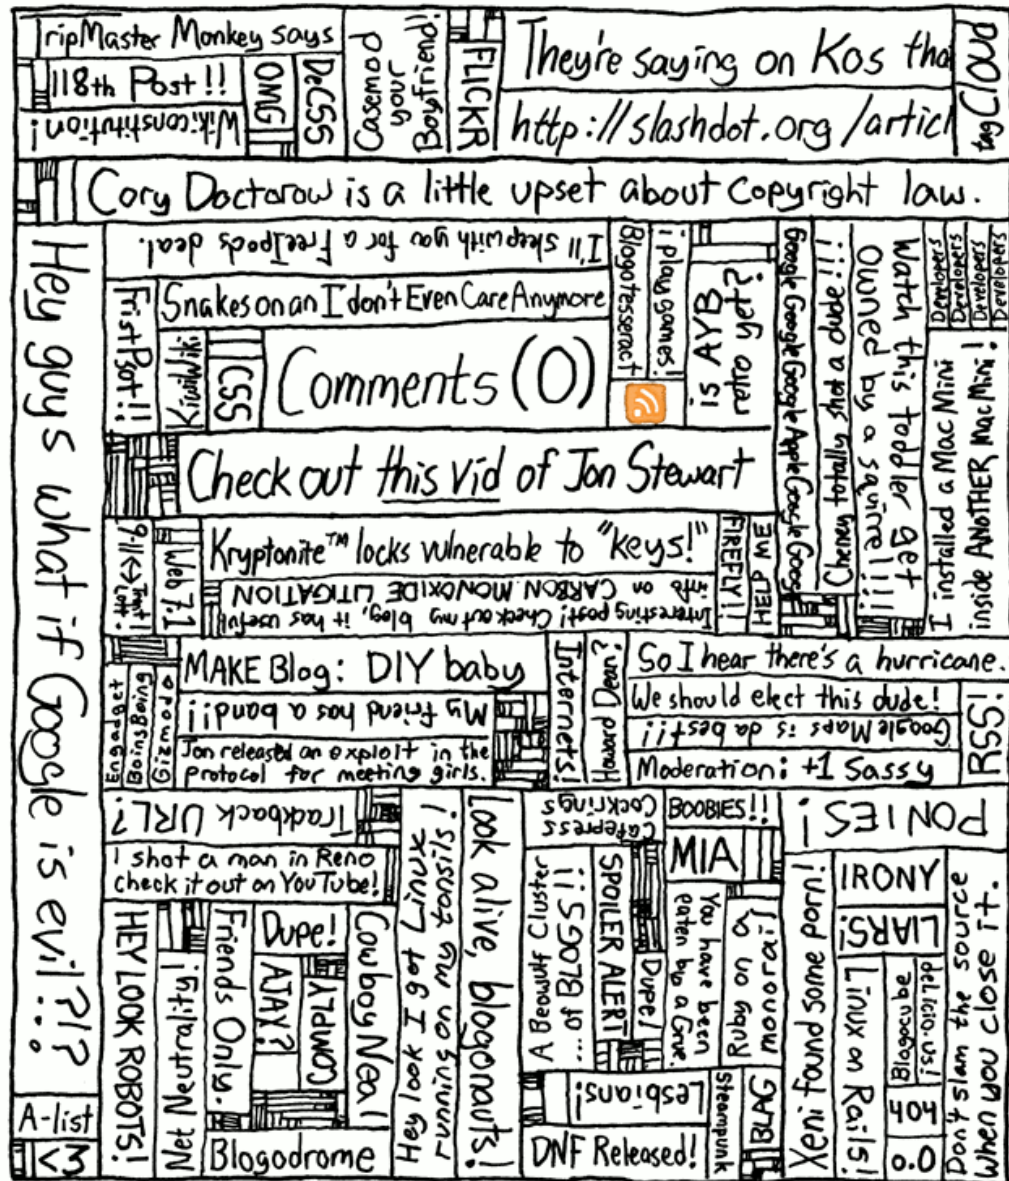 TripMaster Monkey says
118th Post!!
Wikiconstitution!
OMG
DeCSS
Casemod
your
Boyfriend!
FLICKR
They're saying on Kos tha
http://slashdot.org/articl
tag Cloud
Cory Doctorow is a little upset about copyright law.
Hey guys what if Google is evil?!?
I'll sleep with you for a FreeIpods deal.
Snakes on an I don't Even Care Anymore
Frist Psot!!
Kiwiwiki
CSS
Comments (0)
Blogotesseract
i play games!
is AYB
retro yet?
Google Google Google Google Apple Google Google
Cheney totally shot a dude!!!
Watch this toddler get
Owned by a squirrel!!!
Developers
Developers
Developers
Developers
I installed a Mac Mini
inside ANOTHER Mac Mini!
Check out this vid of Jon Stewart
9-11<->Trent
Lott!
Web 7.1
Kryptonite™ locks vulnerable to "keys!"
Interesting post! Check out my blog, it has useful
info on CARBON MONOXIDE LITIGATION
FIREFLY!!
HELP ME
Engadget
BoingBoing
Gizmodo
MAKE Blog: DIY baby
My friend has a band!!
Jon released an exploit in the
protocol for meeting girls.
Internets!
Howard Dean?
So I hear there's a hurricane.
We should elect this dude!
Google Maps is da best!!
Moderation: +1 Sassy
RSS!
Trackback URL?
I shot a man in Reno
check it out on YouTube!
Hey look I got Linux
running on my tonsils!
Look alive, blogonauts!
Cafepress
Cockrings
BOOBIES!!
PONIES!
A Beowulf Cluster
... of BLOGS!!
SPOILER ALERT!
Dupe!
MIA
You have been
eaten by a Grue.
Ruby on a
monorail
Xeni found some porn!
IRONY
LIARS!
Linux on Rails!
Blogocube
del.icio.us!
404
0.0
Don't slam the source
When you close it.
HEY LOOK ROBOTS!
Net Neutrality!
Friends Only.
Dupe!
AJAX?
COMPLY
CowboyNeal
Blogodrome
Lesbians!
DNF Released!
Steampunk
BLAG
A-list
<3